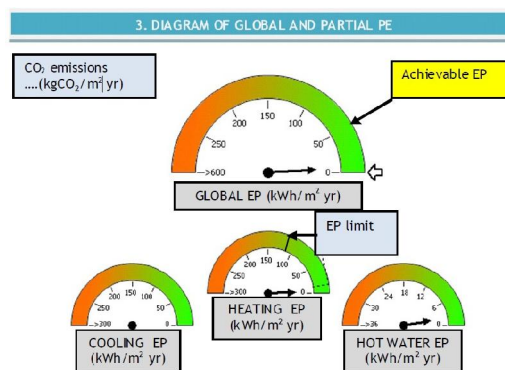 3. DIAGRAM OF GLOBAL AND PARTIAL PE
CO₂ emissions
....(kgCO₂/m² yr)
Achievable EP
150
200
100
250
50
>600
0
GLOBAL EP (kWh/m² yr)
EP limit
150
200
100
250
50
>300
0
COOLING EP
(kWh/m² yr)
150
200
100
250
50
>300
0
HEATING EP
(kWh/m² yr)
18
24
12
30
6
>36
0
HOT WATER EP
(kWh/m² yr)